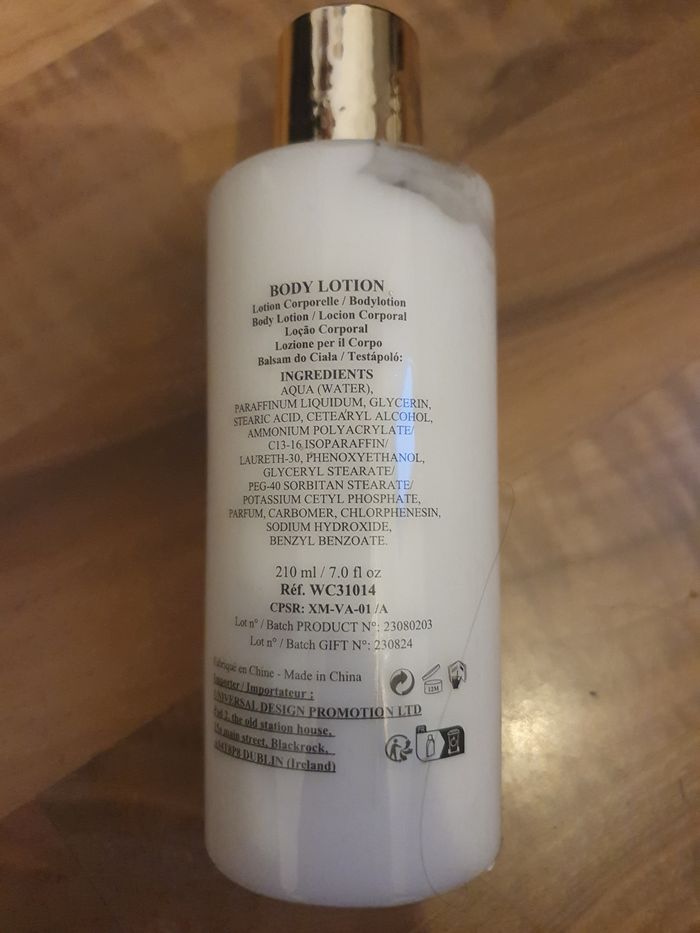 BODY LOTION
Lotion Corporelle / Bodylotion
Body Lotion / Locion Corporal
Loção Corporal
Lozione per il Corpo
Balsam do Ciała / Testápoló:
INGREDIENTS
AQUA (WATER),
PARAFFINUM LIQUIDUM, GLYCERIN,
STEARIC ACID, CETEARYL ALCOHOL,
AMMONIUM POLYACRYLATE/
C13-16 ISOPARAFFIN/
LAURETH-30, PHENOXYETHANOL,
GLYCERYL STEARATE/
PEG-40 SORBITAN STEARATE/
POTASSIUM CETYL PHOSPHATE,
PARFUM, CARBOMER, CHLORPHENESIN,
SODIUM HYDROXIDE,
BENZYL BENZOATE.
210 ml / 7.0 fl oz
Réf. WC31014
CPSR: XM-VA-01 /A
Lot n° / Batch PRODUCT N°: 23080203
Lot n° / Batch GIFT N°: 230824
Fabriqué en Chine - Made in China
Importer / Importateur :
UNIVERSAL DESIGN PROMOTION LTD
2, the old station house,
15a main street, Blackrock,
DUBLIN (Ireland)
12M
FR